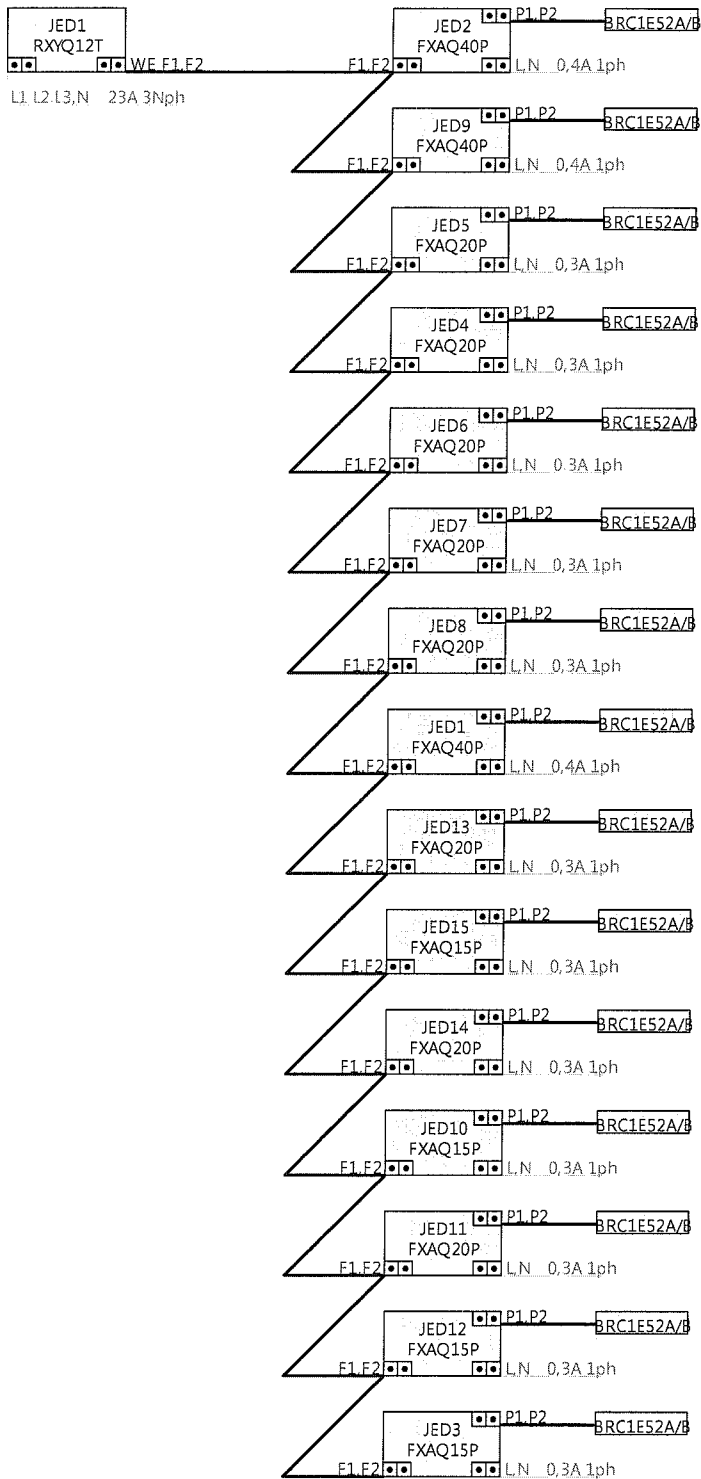 JED1
RXYQ12T
WE F1,F2
L1 L2 L3,N 23A 3Nph
P1,P2 BRC1E52A/B
JED2
FXAQ40P
F1,F2 L,N 0,4A 1ph
P1,P2 BRC1E52A/B
JED9
FXAQ40P
F1,F2 L,N 0,4A 1ph
P1,P2 BRC1E52A/B
JED5
FXAQ20P
F1,F2 L,N 0,3A 1ph
P1,P2 BRC1E52A/B
JED4
FXAQ20P
F1,F2 L,N 0,3A 1ph
P1,P2 BRC1E52A/B
JED6
FXAQ20P
F1,F2 L,N 0,3A 1ph
P1,P2 BRC1E52A/B
JED7
FXAQ20P
F1,F2 L,N 0,3A 1ph
P1,P2 BRC1E52A/B
JED8
FXAQ20P
F1,F2 L,N 0,3A 1ph
P1,P2 BRC1E52A/B
JED1
FXAQ40P
F1,F2 L,N 0,4A 1ph
P1,P2 BRC1E52A/B
JED13
FXAQ20P
F1,F2 L,N 0,3A 1ph
P1,P2 BRC1E52A/B
JED15
FXAQ15P
F1,F2 L,N 0,3A 1ph
P1,P2 BRC1E52A/B
JED14
FXAQ20P
F1,F2 L,N 0,3A 1ph
P1,P2 BRC1E52A/B
JED10
FXAQ15P
F1,F2 L,N 0,3A 1ph
P1,P2 BRC1E52A/B
JED11
FXAQ20P
F1,F2 L,N 0,3A 1ph
P1,P2 BRC1E52A/B
JED12
FXAQ15P
F1,F2 L,N 0,3A 1ph
P1,P2 BRC1E52A/B
JED3
FXAQ15P
F1,F2 L,N 0,3A 1ph